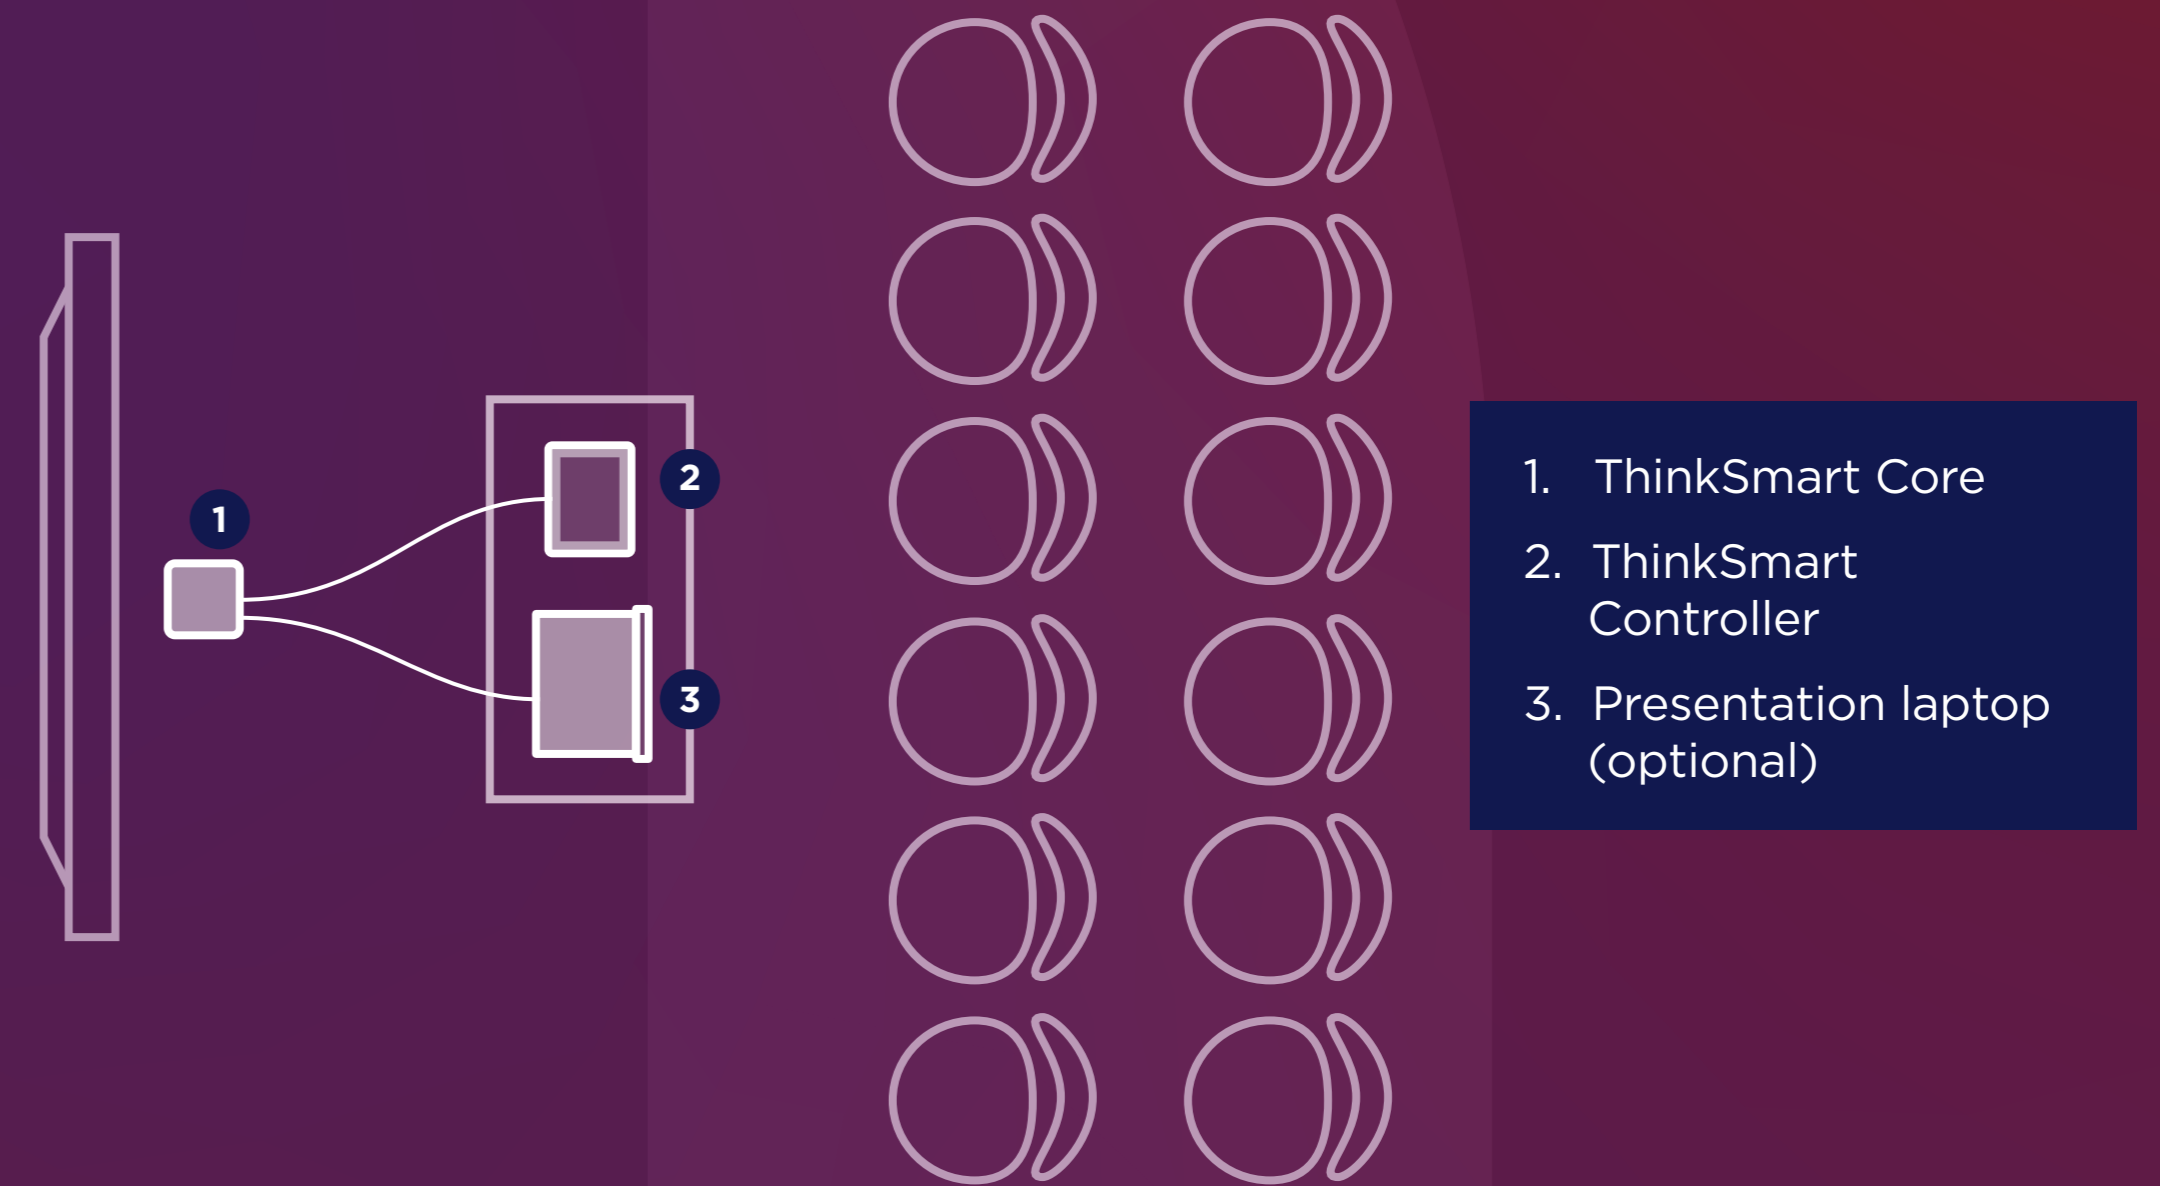 1
2
3
1. ThinkSmart Core
2. ThinkSmart
Controller
3. Presentation laptop
(optional)